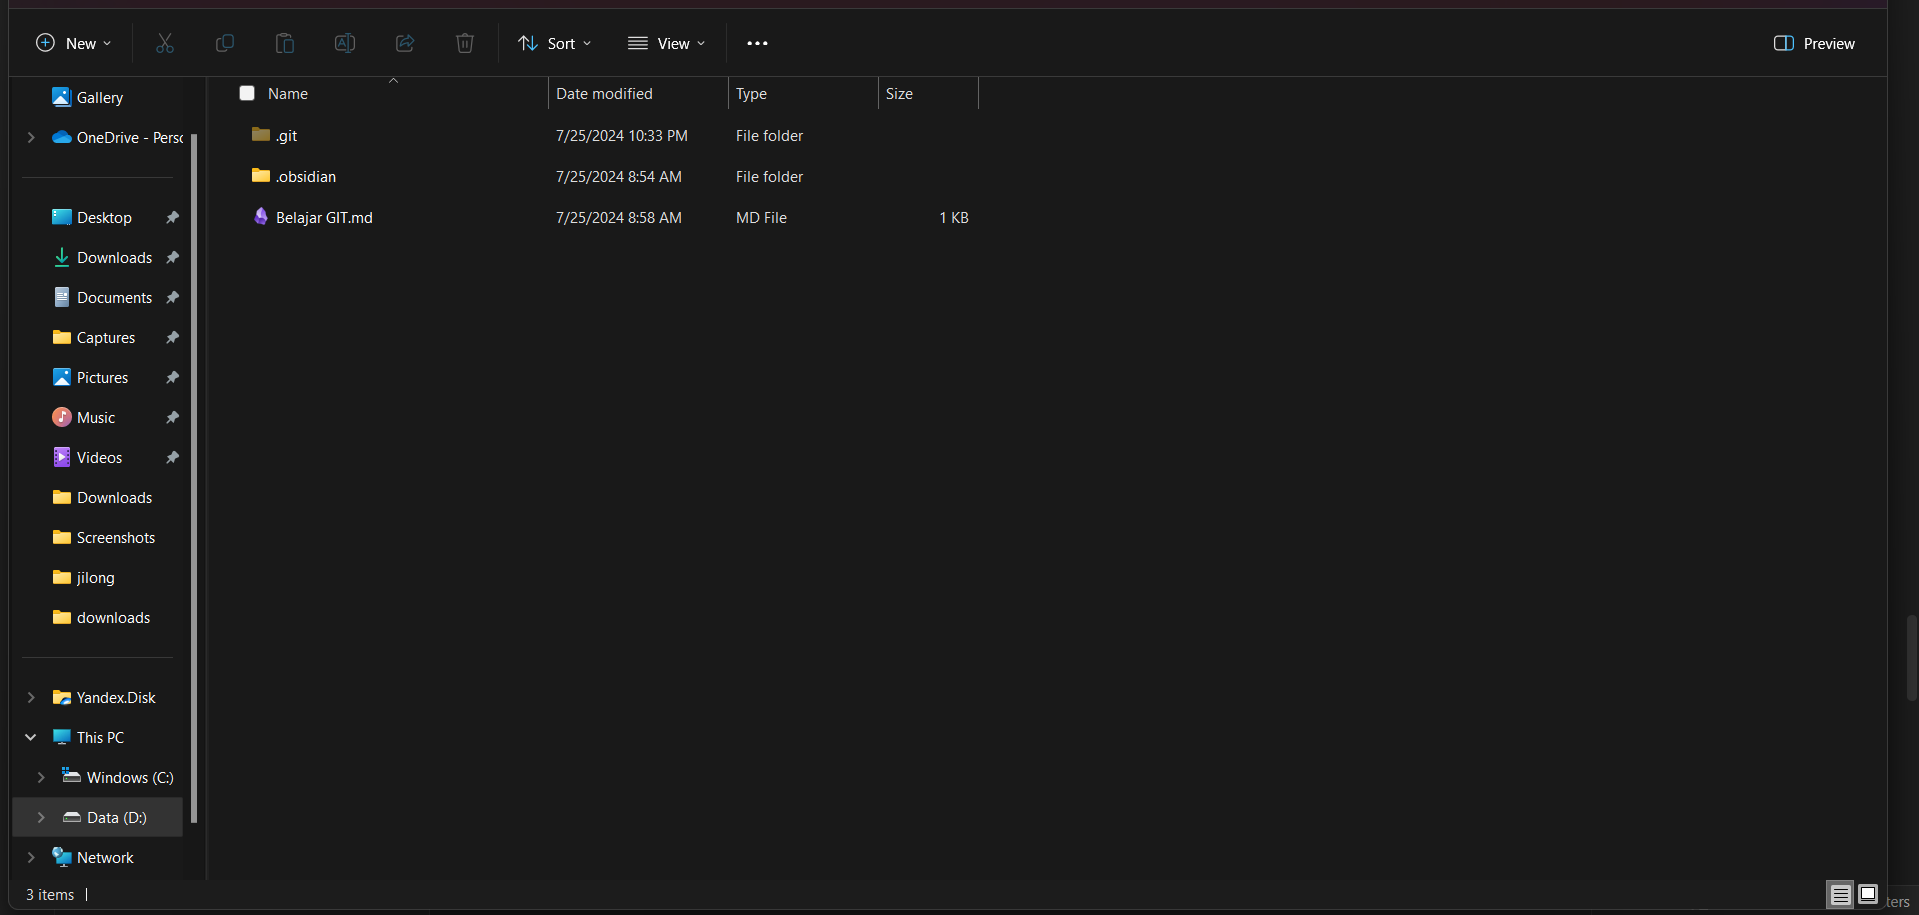 New Sort View ••• Preview
Gallery
OneDrive - Perso
Desktop
Downloads
Documents
Captures
Pictures
Music
Videos
Downloads
Screenshots
jilong
downloads
Yandex.Disk
This PC
Windows (C:)
Data (D:)
Network
Name Date modified Type Size
.git 7/25/2024 10:33 PM File folder
.obsidian 7/25/2024 8:54 AM File folder
Belajar GIT.md 7/25/2024 8:58 AM MD File 1 KB
3 items
ters